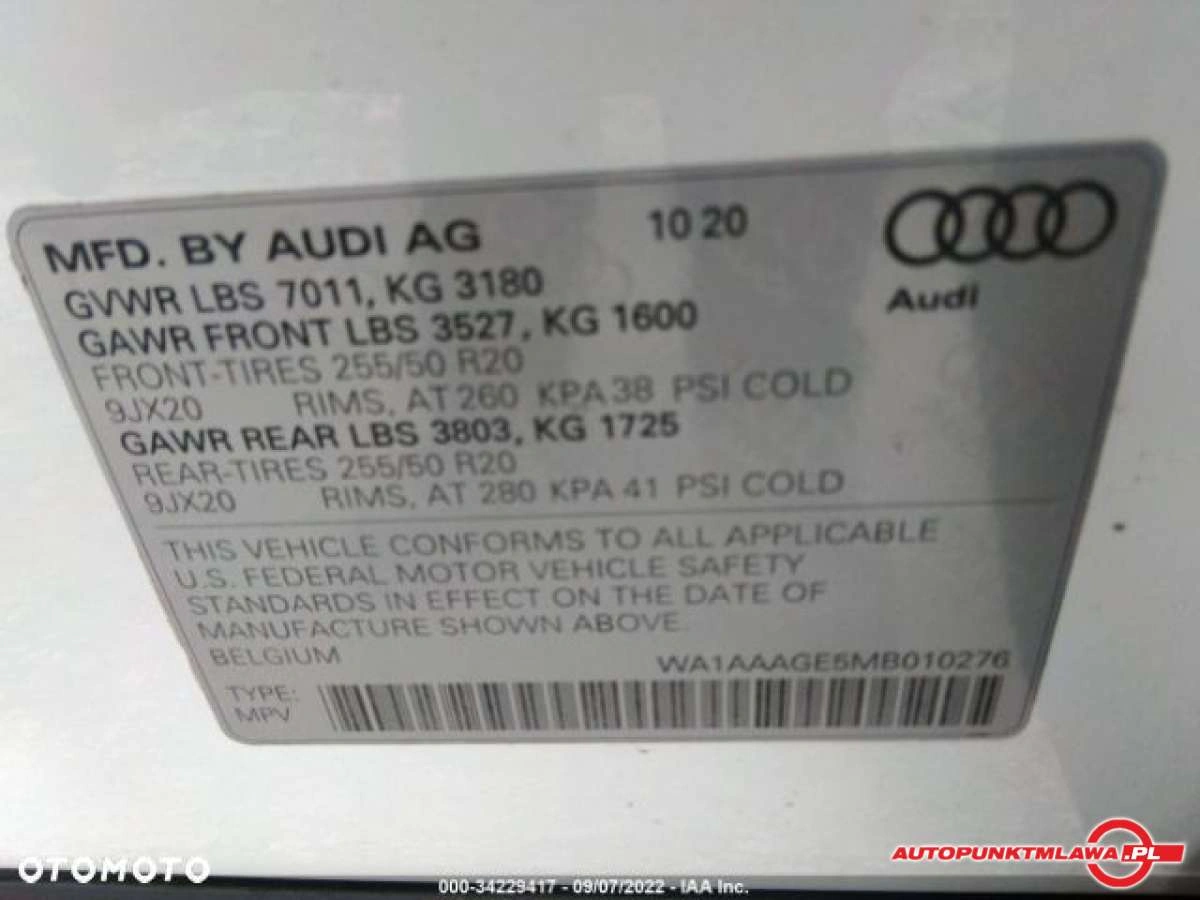 MFD. BY AUDI AG 10 20
Audi
GVWR LBS 7011, KG 3180
GAWR FRONT LBS 3527, KG 1600
FRONT-TIRES 255/50 R20
9JX20 RIMS, AT 260 KPA 38 PSI COLD
GAWR REAR LBS 3803, KG 1725
REAR-TIRES 255/50 R20
9JX20 RIMS, AT 280 KPA 41 PSI COLD
THIS VEHICLE CONFORMS TO ALL APPLICABLE
U.S. FEDERAL MOTOR VEHICLE SAFETY
STANDARDS IN EFFECT ON THE DATE OF
MANUFACTURE SHOWN ABOVE.
BELGIUM WA1AAAGE5MB010276
TYPE:
MPV
OTOMOTO
AUTOPUNKTMLAWA.PL
000-34229417 - 09/07/2022 - IAA Inc.